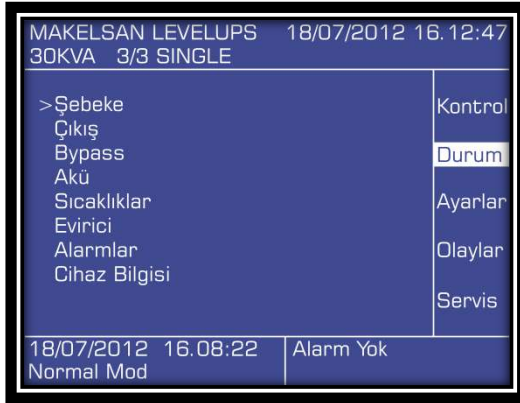 MAKELSAN LEVELUPS 18/07/2012 16.12:47
30KVA 3/3 SINGLE
>Şebeke
Çıkış
Bypass
Akü
Sıcaklıklar
Evirici
Alarmlar
Cihaz Bilgisi
Kontrol
Durum
Ayarlar
Olaylar
Servis
18/07/2012 16.08:22
Normal Mod
Alarm Yok